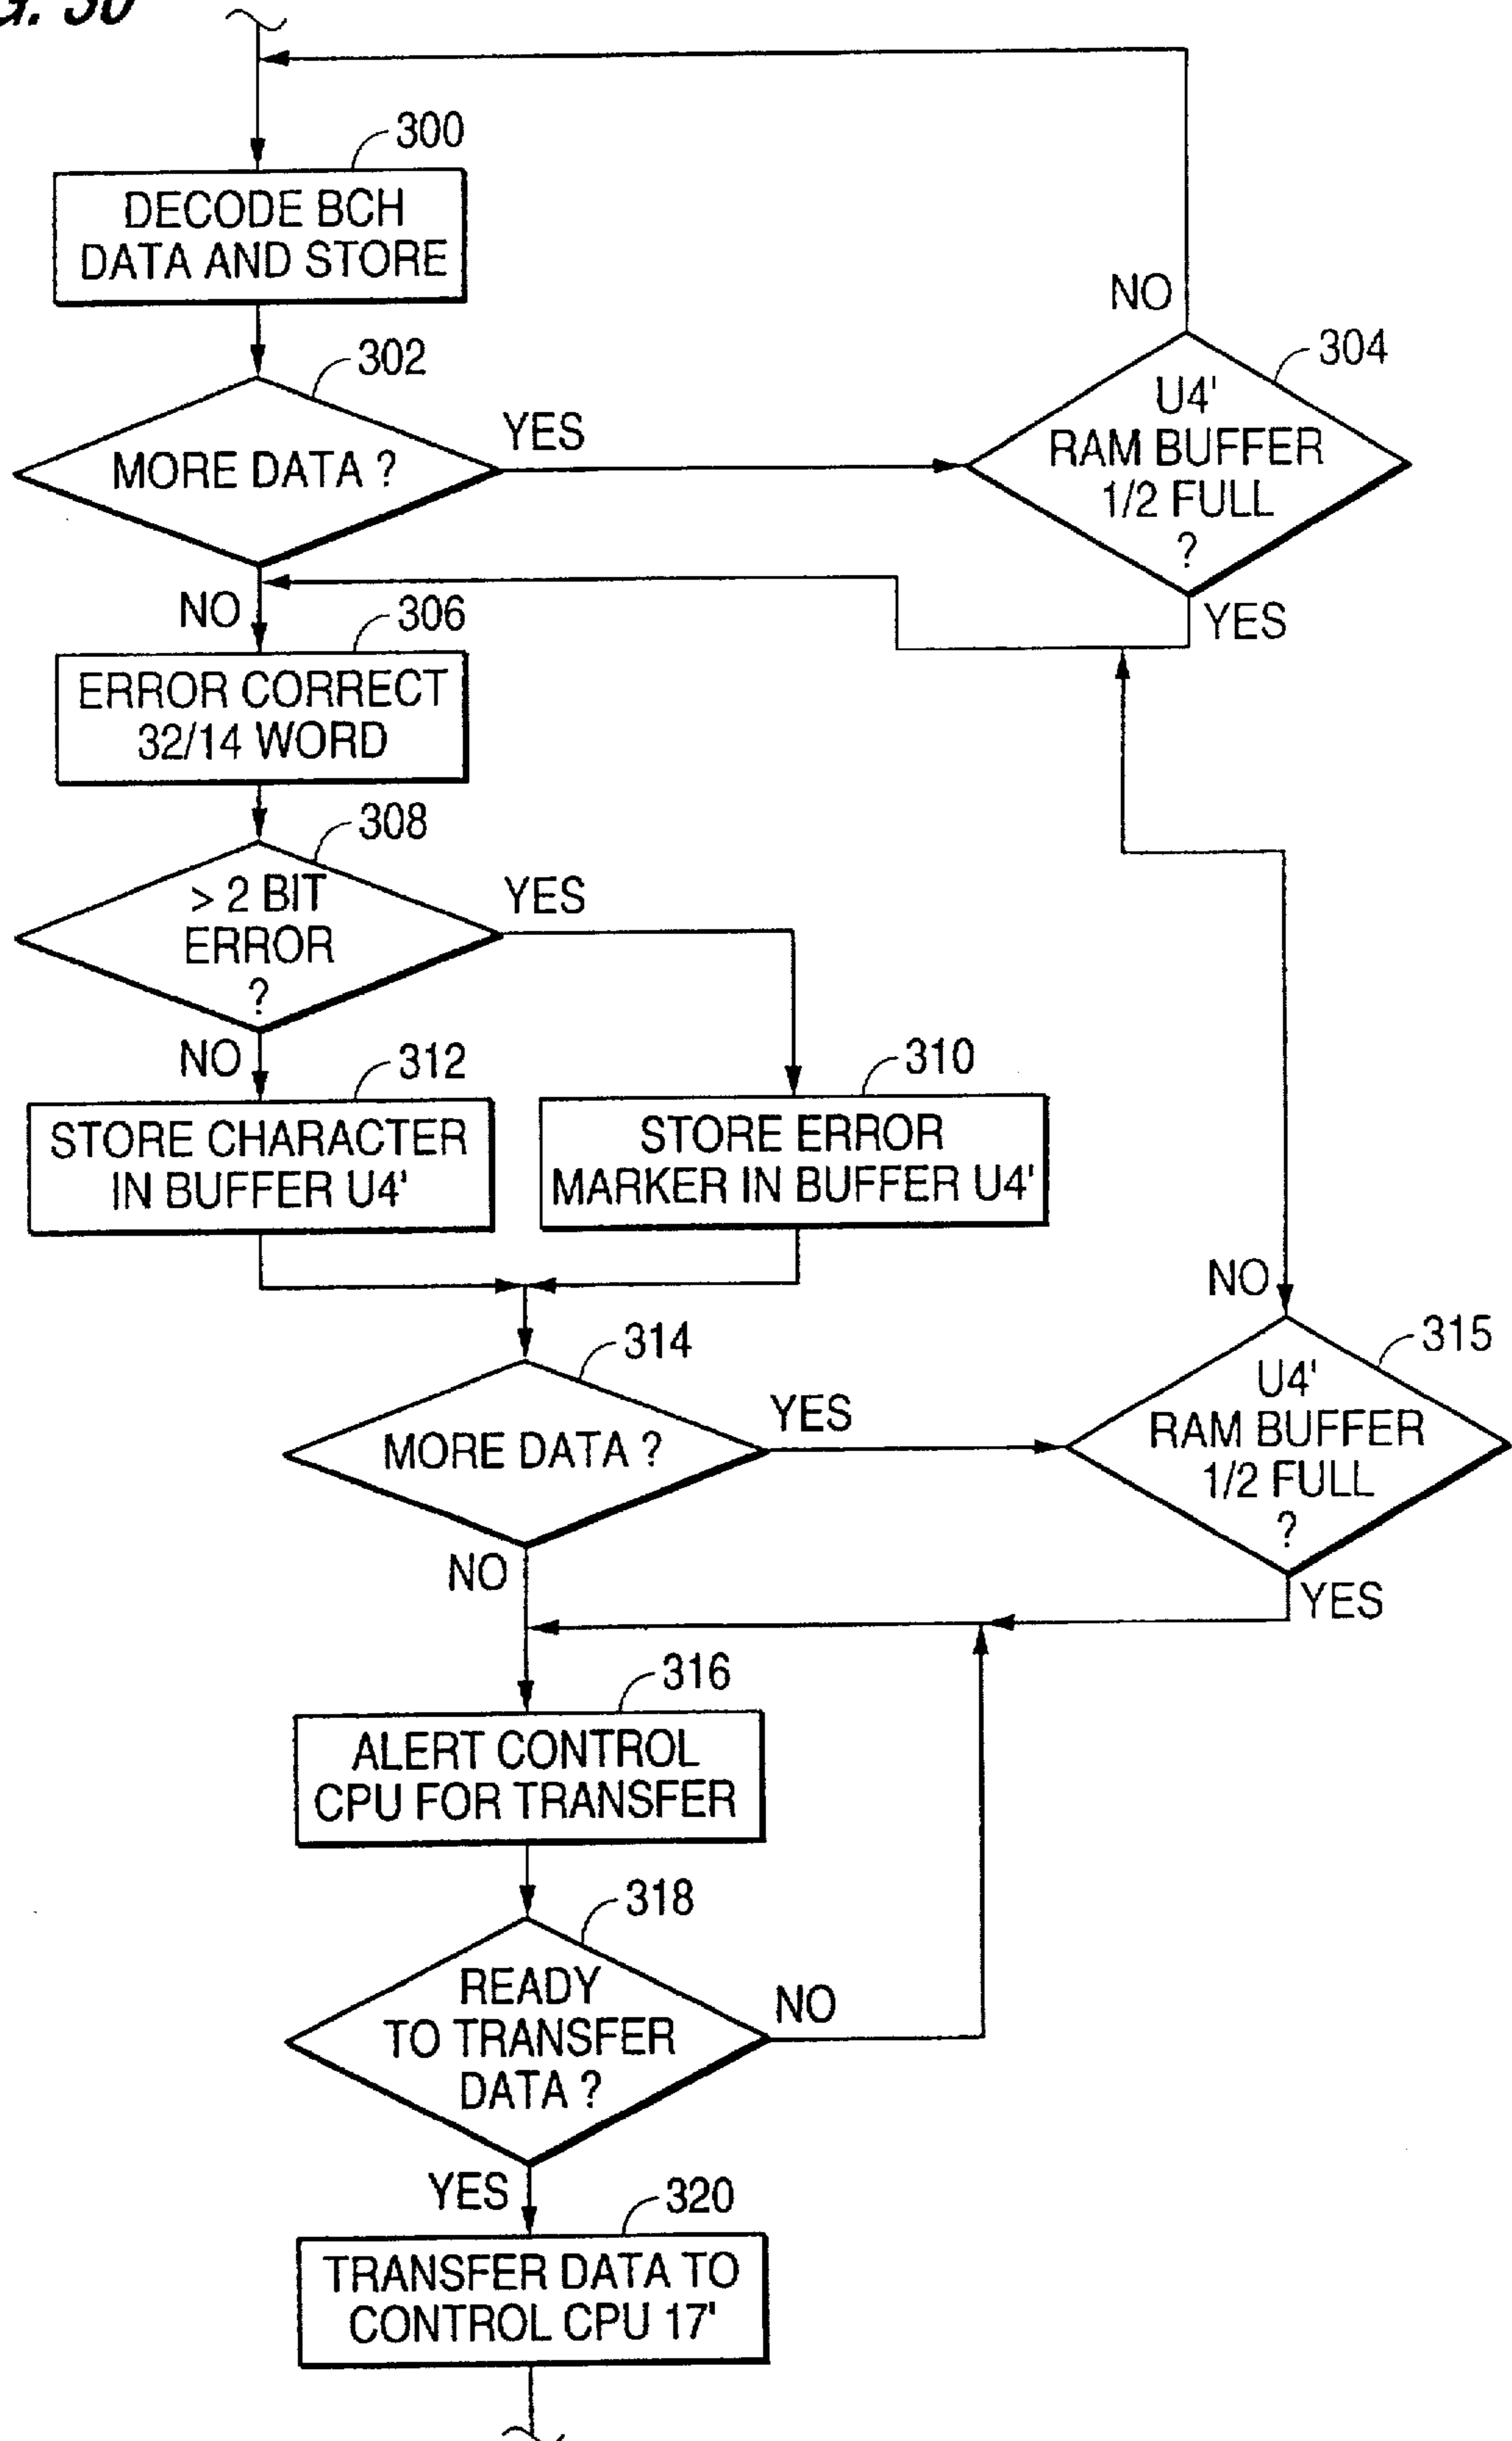 300
DECODE BCH
DATA AND STORE
302
MORE DATA ?
YES
NO
304
U4'
RAM BUFFER
1/2 FULL
?
YES
NO
306
ERROR CORRECT
32/14 WORD
308
> 2 BIT
ERROR
?
YES
NO
312
STORE CHARACTER
IN BUFFER U4'
310
STORE ERROR
MARKER IN BUFFER U4'
314
MORE DATA ?
YES
NO
315
U4'
RAM BUFFER
1/2 FULL
?
YES
NO
316
ALERT CONTROL
CPU FOR TRANSFER
318
READY
TO TRANSFER
DATA ?
NO
YES
320
TRANSFER DATA TO
CONTROL CPU 17'